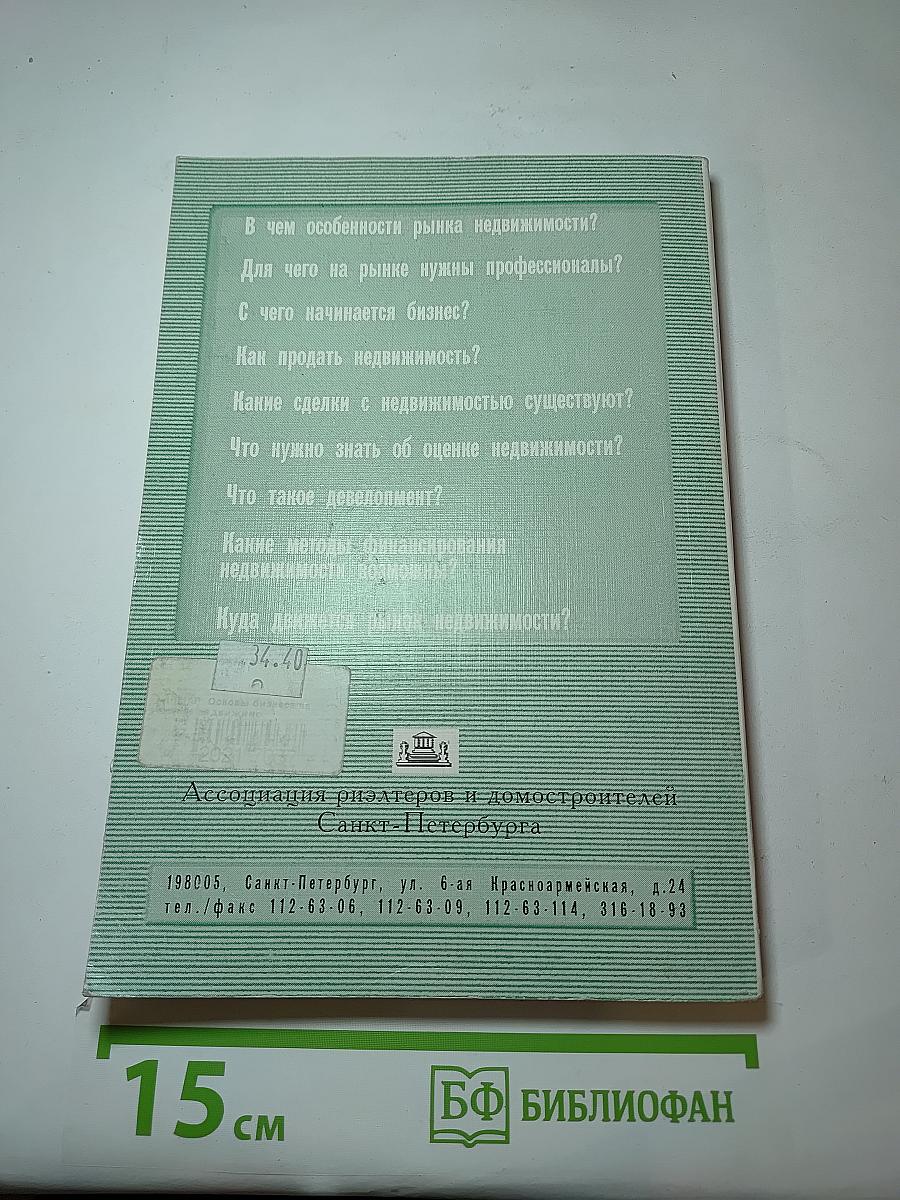 В чем особенности рынка недвижимости?
Для чего на рынке нужны профессионалы?
С чего начинается бизнес?
Как продать недвижимость?
Какие сделки с недвижимостью существуют?
Что нужно знать об оценке недвижимости?
Что такое девелопмент?
Какие методы финансирования
недвижимости возможны?
Куда движется рынок недвижимости?
34.40
Основы бизнеса на
Ассоциация риэлтеров и домостроителей
Санкт-Петербурга
198005, Санкт-Петербург, ул. 6-ая Красноармейская, д.24
тел./факс 112-63-06, 112-63-09, 112-63-114, 316-18-93
15 см
БФ БИБЛИОФАН